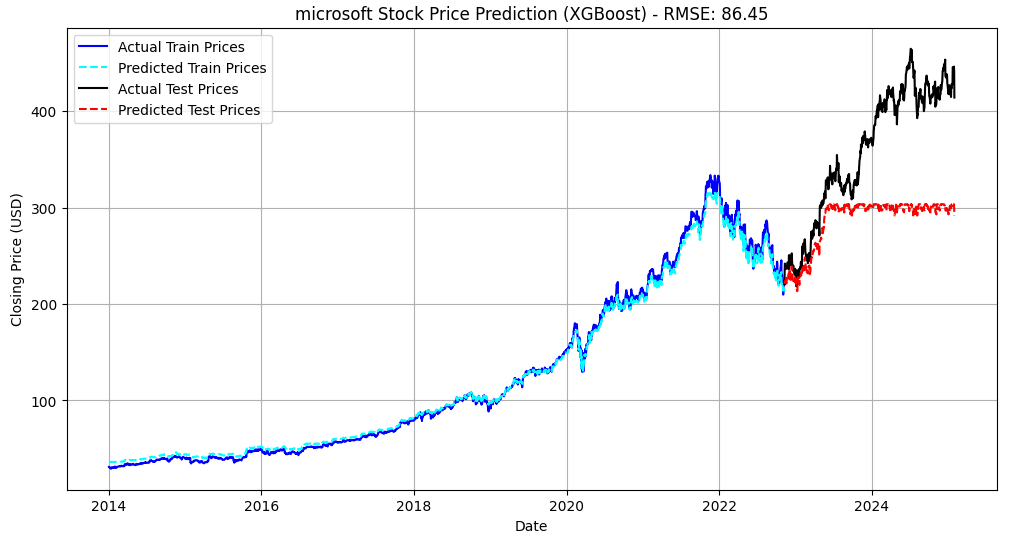 microsoft Stock Price Prediction (XGBoost) - RMSE: 86.45
Actual Train Prices
Predicted Train Prices
Actual Test Prices
Predicted Test Prices
Closing Price (USD)
400
300
200
100
2014 2016 2018 2020 2022 2024
Date